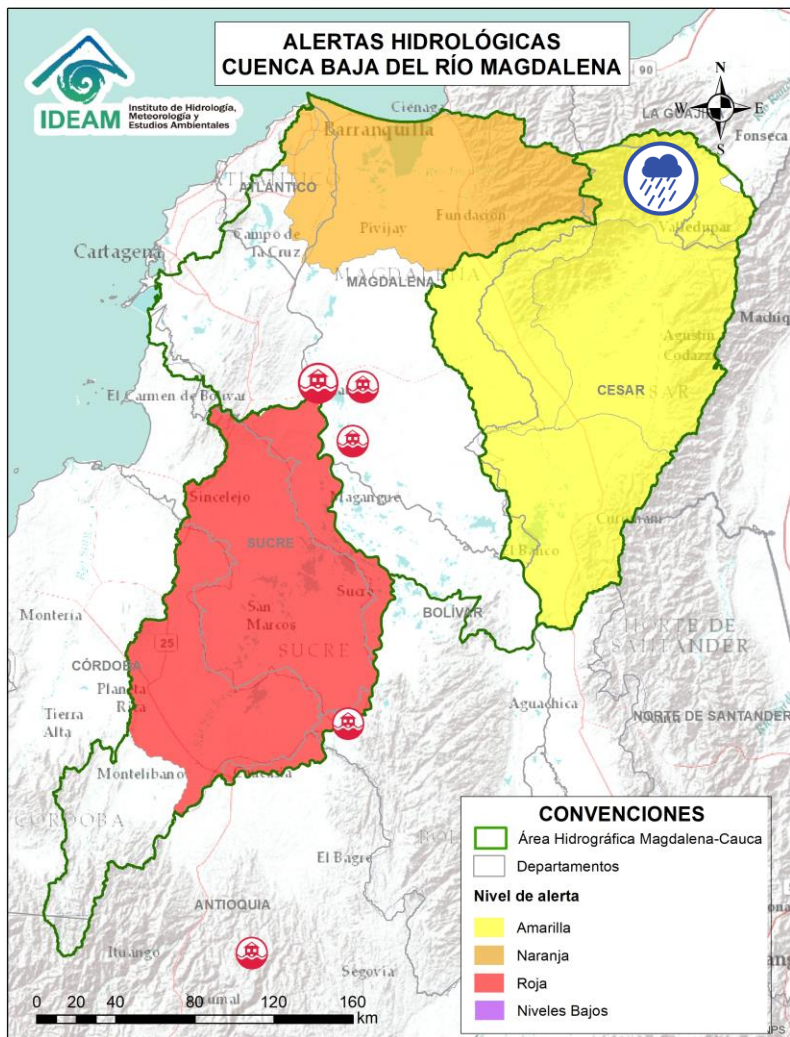 ALERTAS HIDROLÓGICAS
CUENCA BAJA DEL RÍO MAGDALENA
IDEAM
Instituto de Hidrología,
Meteorología y
Estudios Ambientales
N
W
E
S
90
Ciénaga
LA GUAJIRA
Fonseca
Barranquilla
ATLÁNTICO
Valledupar
Pivijay
Fundación
Cartagena
Campo de
la Cruz
MAGDALENA
MAGDALENA
Agustín
Codazzi
El Carmen de Bolívar
CESAR
Sincelejo
Magangué
SUCRE
El Banco
Sucre
BOLÍVAR
Montería
San
Marcos
NORTE DE
SANTANDER
25
SUCRE
CÓRDOBA
Planeta
Rica
Aguachica
Tierra
Alta
NORTE DE SANTANDER
Montelíbano
CÓRDOBA
El Bagre
ANTIOQUIA
Ituango
Segovia
CONVENCIONES
Área Hidrográfica Magdalena-Cauca
Departamentos
Nivel de alerta
Amarilla
Naranja
Roja
Niveles Bajos
0 20 40 80 120 160
km